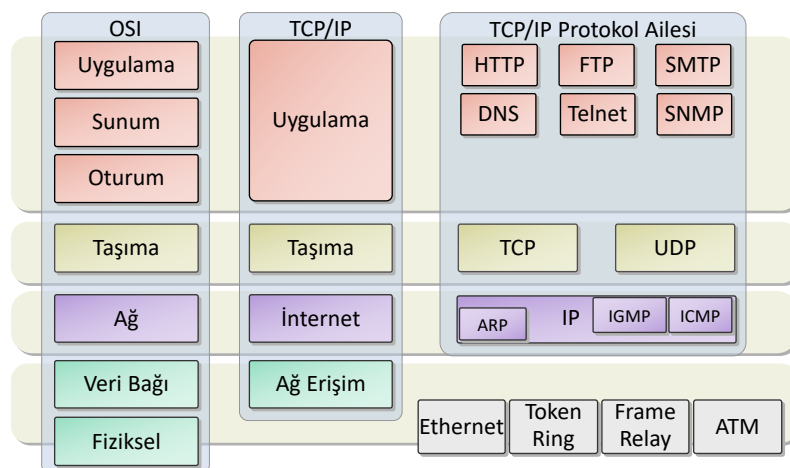 OSI
Uygulama
Sunum
Oturum
Taşıma
Ağ
Veri Bağı
Fiziksel
TCP/IP
Uygulama
Taşıma
İnternet
Ağ Erişim
TCP/IP Protokol Ailesi
HTTP
FTP
SMTP
DNS
Telnet
SNMP
TCP
UDP
ARP
IP
IGMP
ICMP
Ethernet
Token
Ring
Frame
Relay
ATM